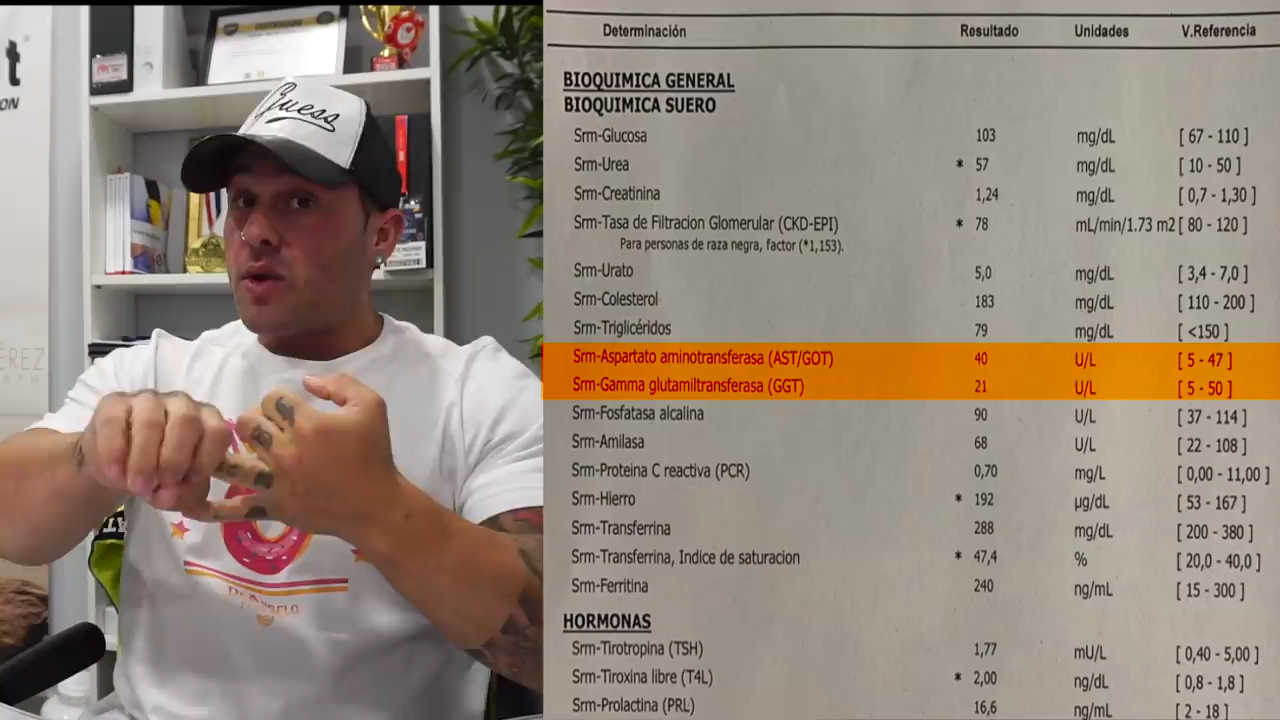 t
ON
Guess
ÉREZ
Determinación Resultado Unidades V.Referencia
BIOQUIMICA GENERAL
BIOQUIMICA SUERO
Srm-Glucosa 103 mg/dL [ 67 - 110 ]
Srm-Urea * 57 mg/dL [ 10 - 50 ]
Srm-Creatinina 1,24 mg/dL [ 0,7 - 1,30 ]
Srm-Tasa de Filtracion Glomerular (CKD-EPI) * 78 mL/min/1.73 m2 [ 80 - 120 ]
Para personas de raza negra, factor (*1,153).
Srm-Urato 5,0 mg/dL [ 3,4 - 7,0 ]
Srm-Colesterol 183 mg/dL [ 110 - 200 ]
Srm-Triglicéridos 79 mg/dL [ <150 ]
Srm-Aspartato aminotransferasa (AST/GOT) 40 U/L [ 5 - 47 ]
Srm-Gamma glutamiltransferasa (GGT) 21 U/L [ 5 - 50 ]
Srm-Fosfatasa alcalina 90 U/L [ 37 - 114 ]
Srm-Amilasa 68 U/L [ 22 - 108 ]
Srm-Proteina C reactiva (PCR) 0,70 mg/L [ 0,00 - 11,00 ]
Srm-Hierro * 192 µg/dL [ 53 - 167 ]
Srm-Transferrina 288 mg/dL [ 200 - 380 ]
Srm-Transferrina, Indice de saturacion * 47,4 % [ 20,0 - 40,0 ]
Srm-Ferritina 240 ng/mL [ 15 - 300 ]
HORMONAS
Srm-Tirotropina (TSH) 1,77 mU/L [ 0,40 - 5,00 ]
Srm-Tiroxina libre (T4L) * 2,00 ng/dL [ 0,8 - 1,8 ]
Srm-Prolactina (PRL) 16,6 ng/mL [ 2 - 18 ]